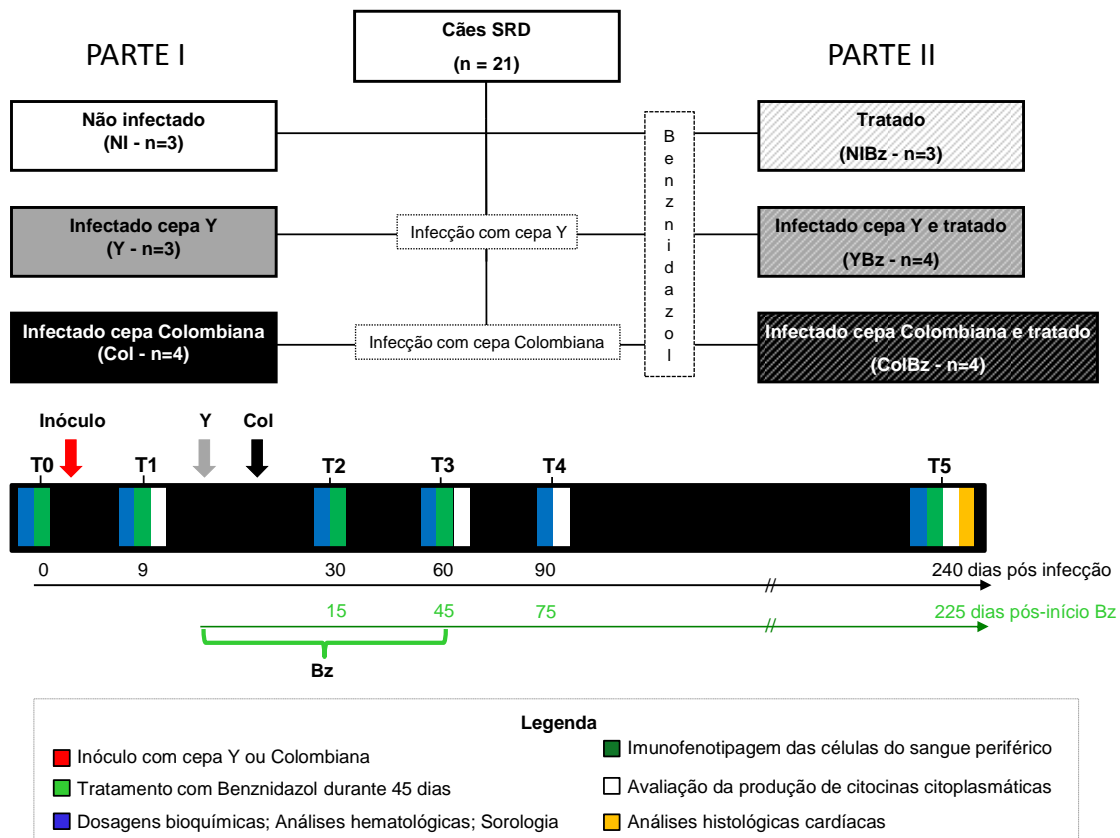 PARTE I
Cães SRD
(n = 21)
PARTE II
Não infectado
(NI - n=3)
Tratado
(NIBz - n=3)
Benznidazol
Infectado cepa Y
(Y - n=3)
Infecção com cepa Y
Infectado cepa Y e tratado
(YBz - n=4)
Infectado cepa Colombiana
(Col - n=4)
Infecção com cepa Colombiana
Infectado cepa Colombiana e tratado
(ColBz - n=4)
Inóculo Y Col
T0 T1 T2 T3 T4 T5
0 9 30 60 90 240 dias pós infecção
//
15 45 75 225 dias pós-início Bz
//
Bz
Legenda
Inóculo com cepa Y ou Colombiana
Tratamento com Benznidazol durante 45 dias
Dosagens bioquímicas; Análises hematológicas; Sorologia
Imunofenotipagem das células do sangue periférico
Avaliação da produção de citocinas citoplasmáticas
Análises histológicas cardíacas